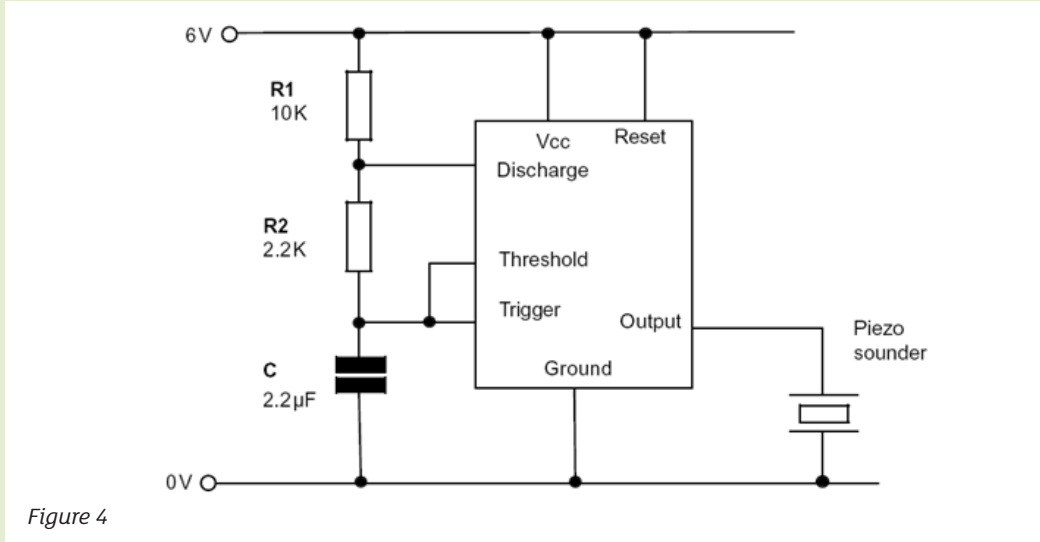 6V
R1
10K
Vcc
Reset
Discharge
R2
2.2K
Threshold
Trigger
Output
Piezo
sounder
Ground
C
2.2µF
0V
Figure 4